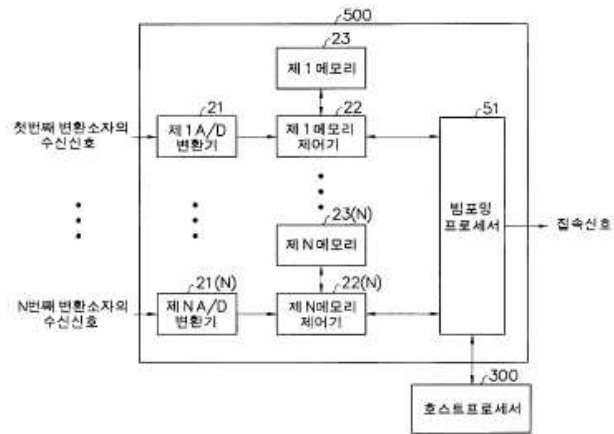 500
23
제1메모리
첫번째 변환소자의
수신신호
21
제1A/D
변환기
22
제1메모리
제어기
51
빔포밍
프로세서
집속신호
23(N)
제N메모리
N번째 변환소자의
수신신호
21(N)
제NA/D
변환기
22(N)
제N메모리
제어기
300
호스트프로세서